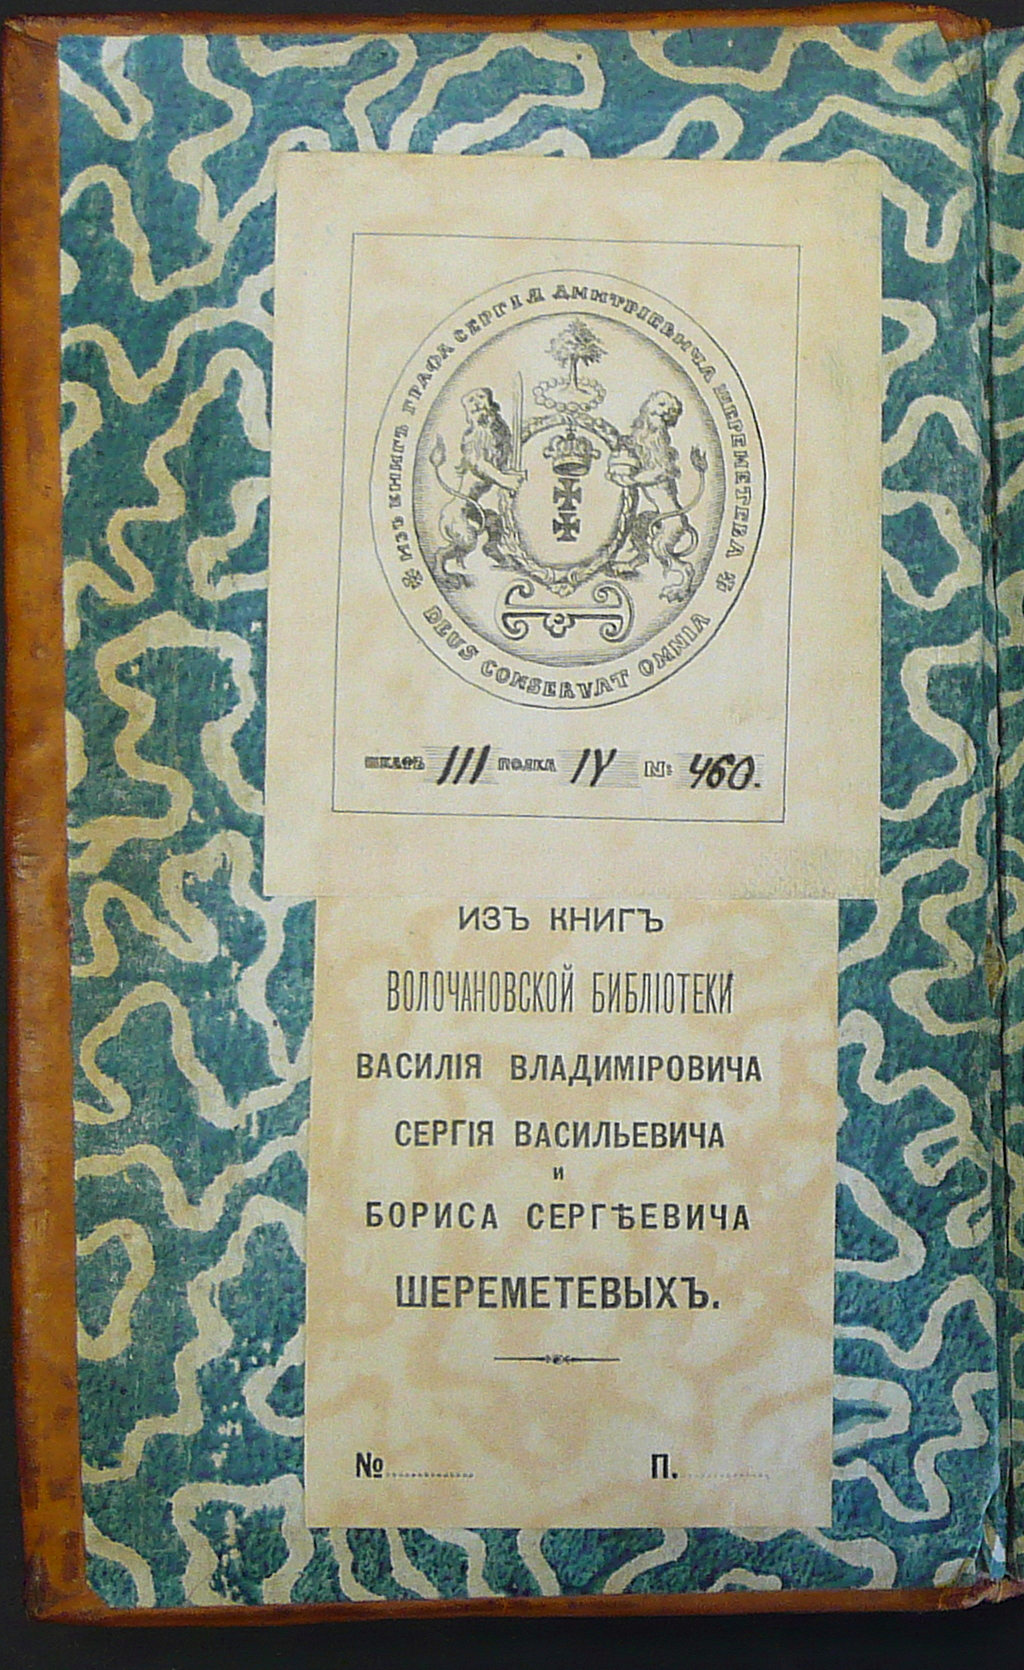 ❊ ИЗЪ КНИГЪ ГРАФА СЕРГІЯ ДМИТРІЕВИЧА ШЕРЕМЕТЕВА ❊
DEUS CONSERVAT OMNIA
ШКАФЪ III ПОЛКА IV №: 460.
ИЗЪ КНИГЪ
ВОЛОЧАНОВСКОЙ БИБЛІОТЕКИ
ВАСИЛІЯ ВЛАДИМІРОВИЧА
СЕРГІЯ ВАСИЛЬЕВИЧА
И
БОРИСА СЕРГѢЕВИЧА
ШЕРЕМЕТЕВЫХЪ.
№ П.